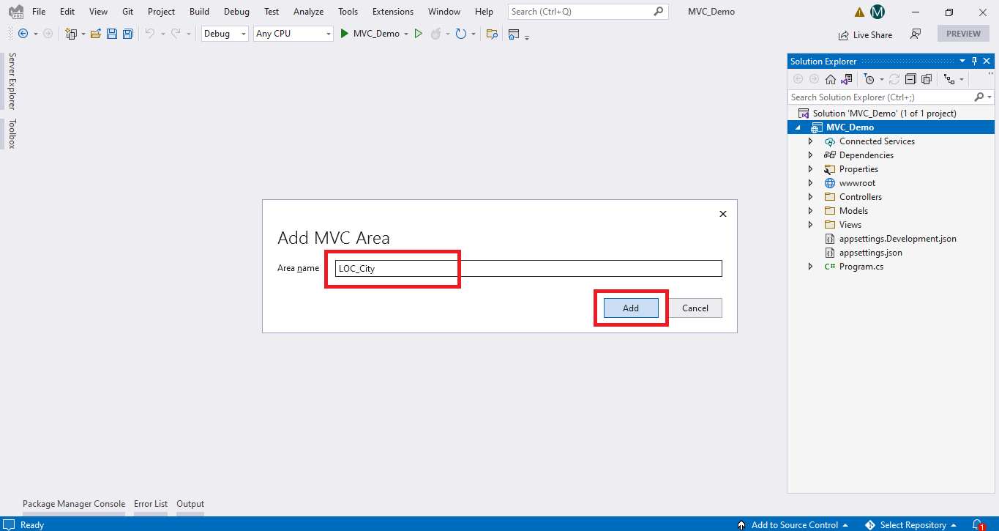 File Edit View Git Project Build Debug Test Analyze Tools Extensions Window Help Search (Ctrl+Q) MVC_Demo M
PRE
Debug Any CPU MVC_Demo Live Share PREVIEW
Server Explorer
Toolbox
Solution Explorer
Search Solution Explorer (Ctrl+;)
Solution 'MVC_Demo' (1 of 1 project)
MVC_Demo
Connected Services
Dependencies
Properties
wwwroot
Controllers
Models
Views
appsettings.Development.json
appsettings.json
C# Program.cs
Add MVC Area
Area name LOC_City
Add Cancel
Package Manager Console Error List Output
Ready Add to Source Control Select Repository 1